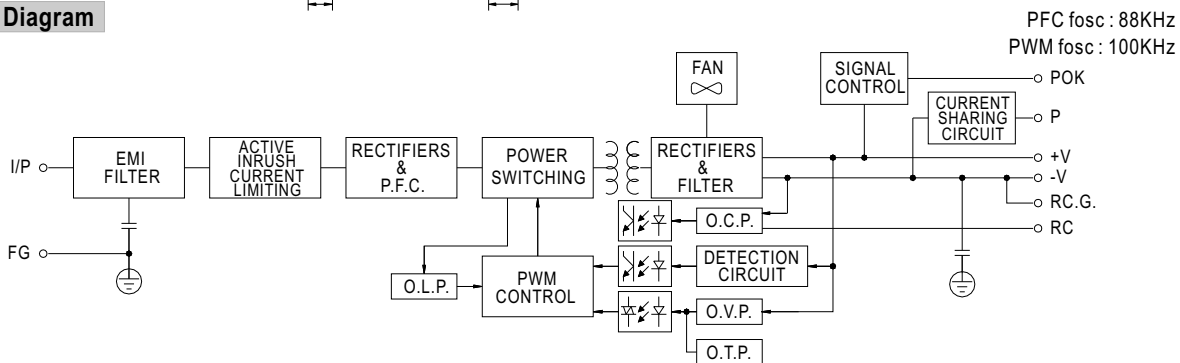 Diagram
PFC fosc : 88KHz
PWM fosc : 100KHz
FAN
SIGNAL
CONTROL
POK
CURRENT
SHARING
CIRCUIT
P
I/P
EMI
FILTER
ACTIVE
INRUSH
CURRENT
LIMITING
RECTIFIERS
&
P.F.C.
POWER
SWITCHING
RECTIFIERS
&
FILTER
+V
-V
RC.G.
RC
O.C.P.
FG
O.L.P.
PWM
CONTROL
DETECTION
CIRCUIT
O.V.P.
O.T.P.